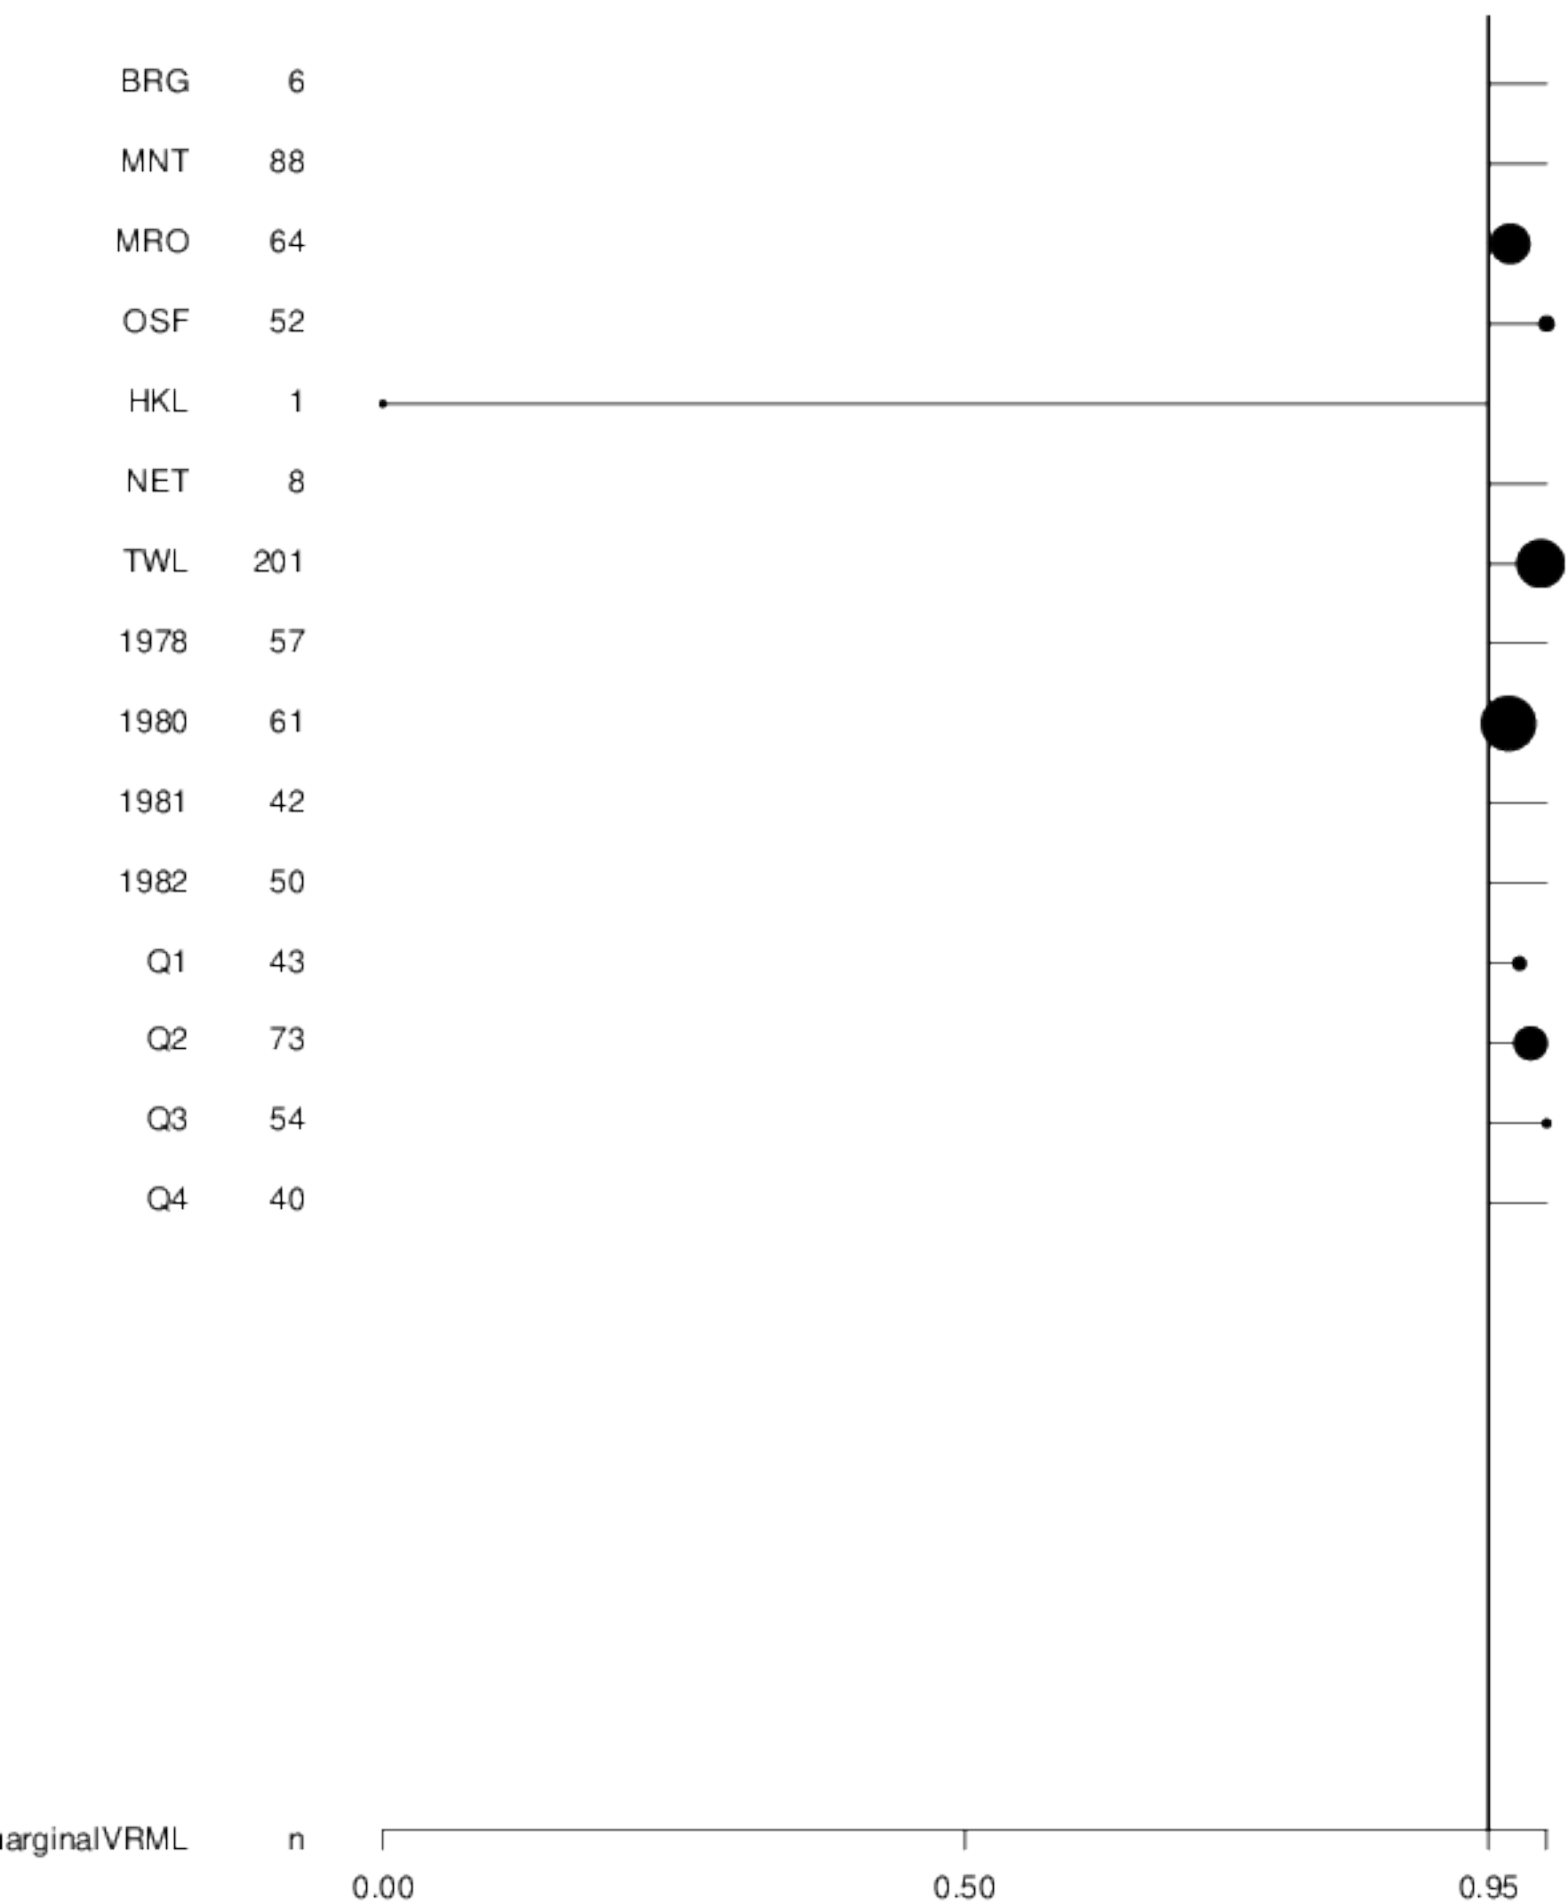 BRG 6
MNT 88
MRO 64
OSF 52
HKL 1
NET 8
TWL 201
1978 57
1980 61
1981 42
1982 50
Q1 43
Q2 73
Q3 54
Q4 40
arginalVRML n
0.00 0.50 0.95